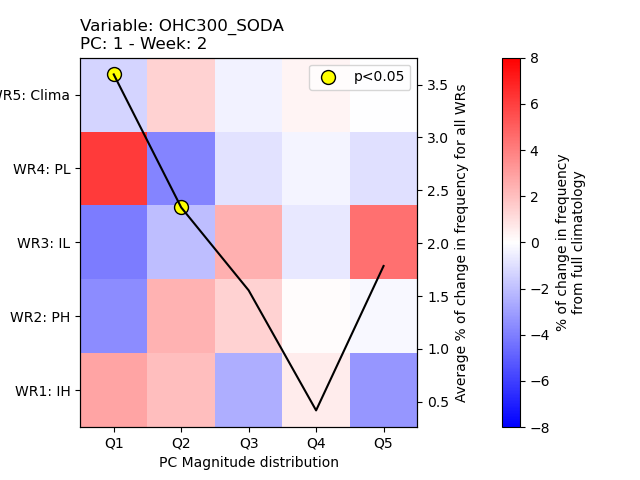 Variable: OHC300_SODA
PC: 1 - Week: 2
p<0.05
WR5: Clima
WR4: PL
WR3: IL
WR2: PH
WR1: IH
Q1 Q2 Q3 Q4 Q5
PC Magnitude distribution
3.5
3.0
2.5
2.0
1.5
1.0
0.5
Average % of change in frequency for all WRs
8
6
4
2
0
−2
−4
−6
−8
% of change in frequency
from full climatology